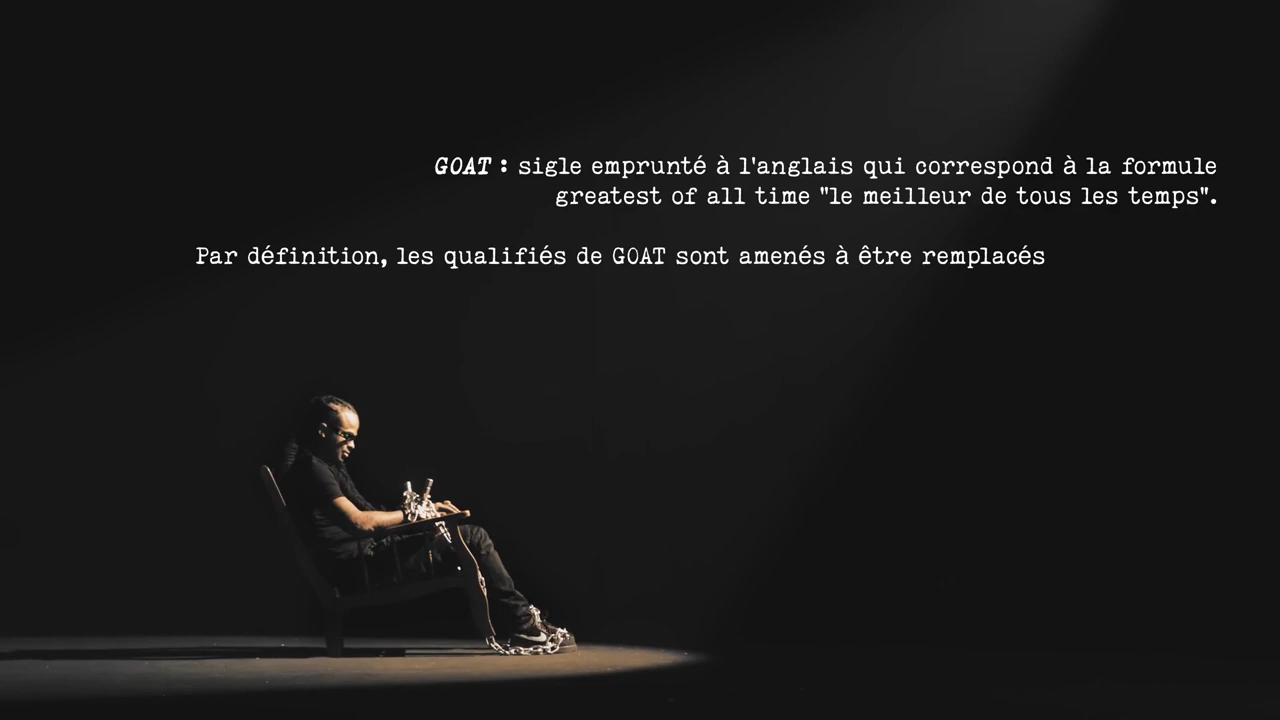 GOAT : sigle emprunté à l'anglais qui correspond à la formule
greatest of all time "le meilleur de tous les temps".
Par définition, les qualifiés de GOAT sont amenés à être remplacés